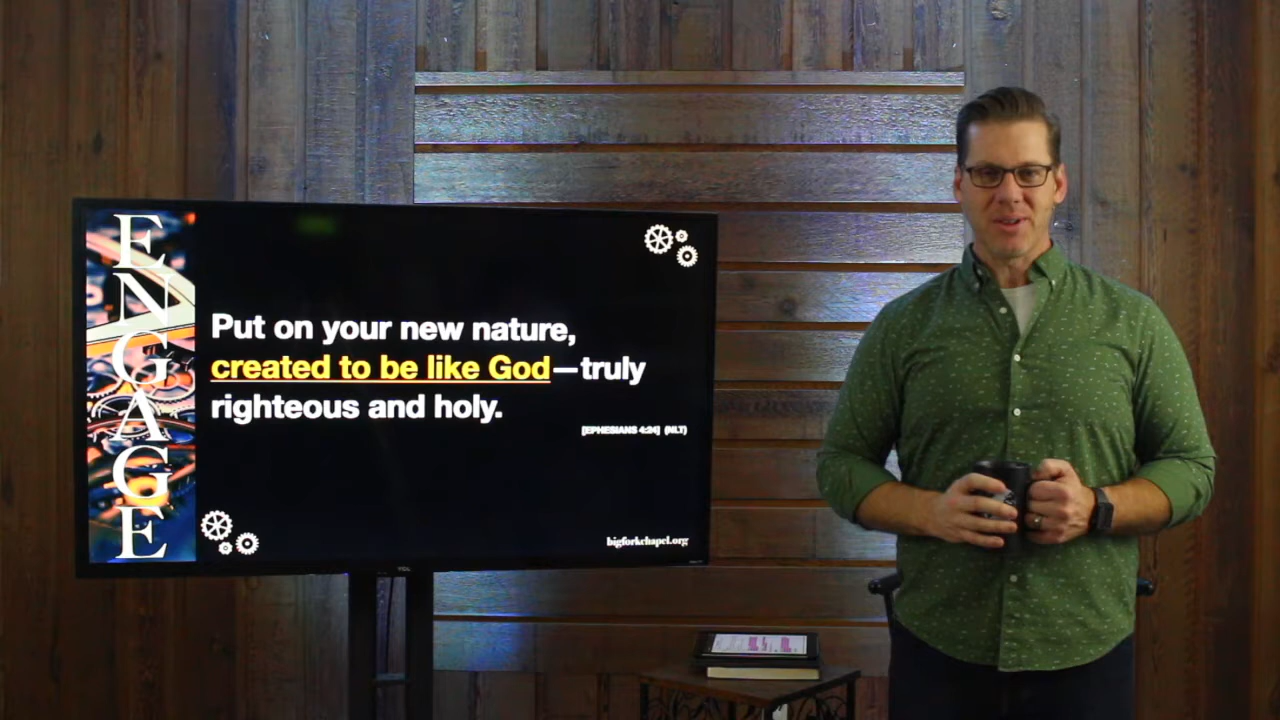 ENGAGE
Put on your new nature,
created to be like God—truly
righteous and holy.
[EPHESIANS 4:24] (NLT)
bigforkchapel.org
TCL